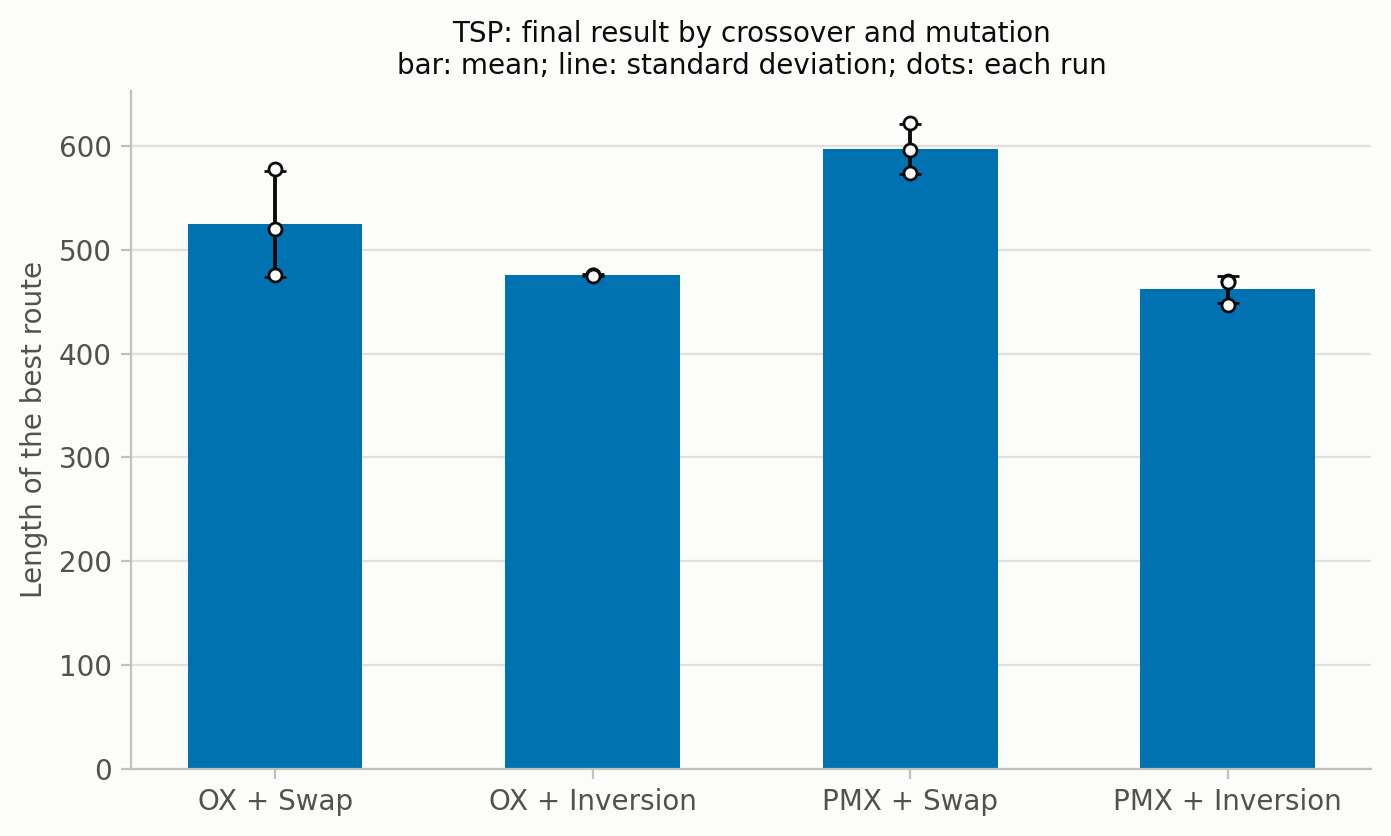 TSP: final result by crossover and mutation
bar: mean; line: standard deviation; dots: each run
Length of the best route
600
500
400
300
200
100
0
OX + Swap
OX + Inversion
PMX + Swap
PMX + Inversion